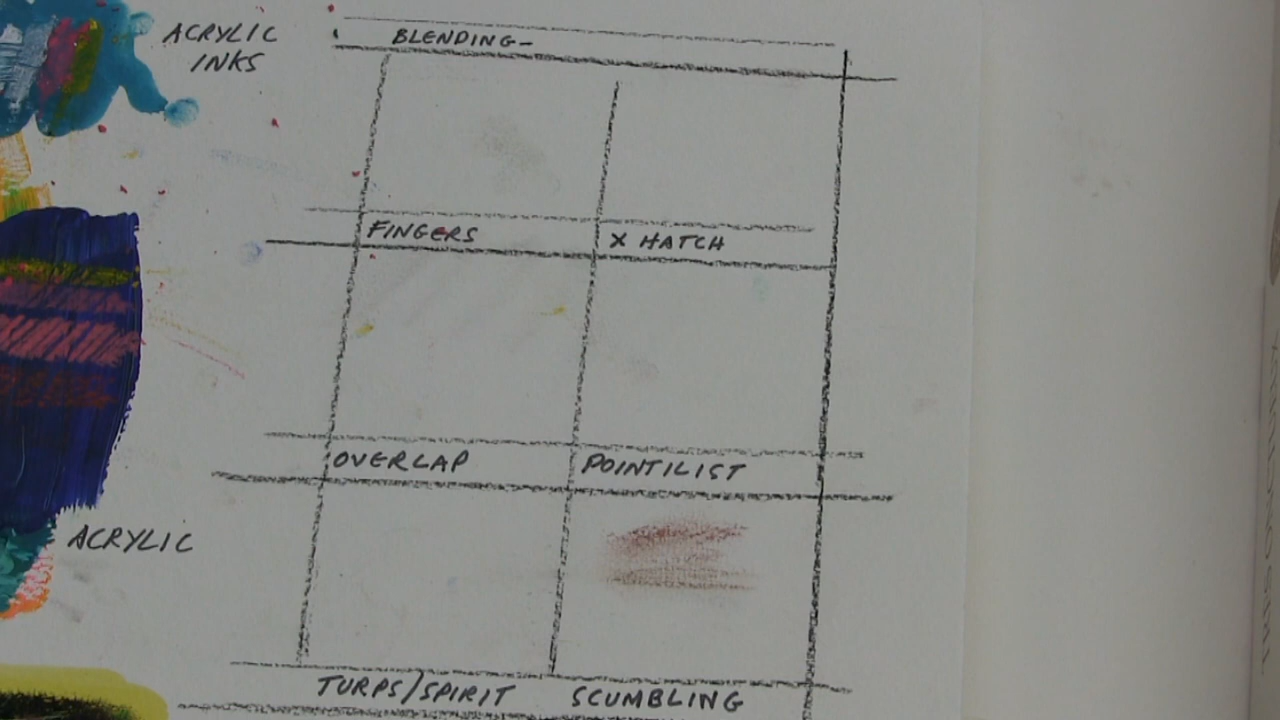 ACRYLIC
INKS
BLENDING-
FINGERS
X HATCH
OVERLAP
POINTILIST
ACRYLIC
TURPS/SPIRIT
SCUMBLING